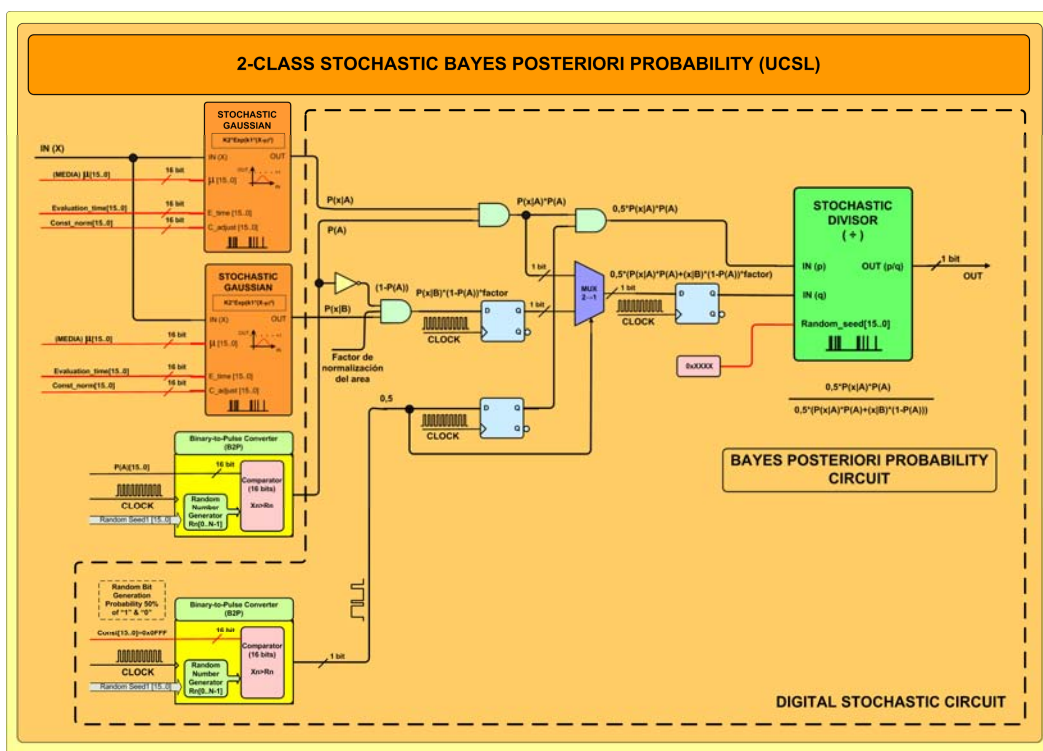 2-CLASS STOCHASTIC BAYES POSTERIORI PROBABILITY (UCSL)
STOCHASTIC
GAUSSIAN
IN (X)
IN (X)
OUT
(MEDIA) µ[15..0]
16 bit
µ [15..0]
OUT
IN
Evaluation_time[15..0]
16 bit
E_time [15..0]
Const_norm[15..0]
C_adjust [15..0]
STOCHASTIC
GAUSSIAN
IN (X)
OUT
(MEDIA) µ[15..0]
16 bit
µ [15..0]
OUT
IN
Evaluation_time[15..0]
16 bit
E_time [15..0]
Const_norm[15..0]
16 bit
C_adjust [15..0]
P(x|A)
P(A)
P(x|A)*P(A)
0,5*P(x|A)*P(A)
(1-P(A))
P(x|B)
P(x|B)*(1-P(A))*factor
Factor de
normalización
del area
D
Q
Q
CLOCK
1 bit
1 bit
MUX
2→1
1 bit
0,5*(P(x|A)*P(A)+(x|B)*(1-P(A))*factor)
D
Q
Q
CLOCK
STOCHASTIC
DIVISOR
( ÷ )
IN (p)
OUT (p/q)
1 bit
OUT
IN (q)
Random_seed[15..0]
0xXXXX
0,5*P(x|A)*P(A)
0,5*(P(x|A)*P(A)+(x|B)*(1-P(A)))
0,5
D
Q
Q
CLOCK
BAYES POSTERIORI PROBABILITY
CIRCUIT
Binary-to-Pulse Converter
(B2P)
P(A)[15..0]
16 bit
Comparator
(16 bits)
Xn>Rn
CLOCK
Random
Number
Generator
Rn[0..N-1]
Random Seed1 [15..0]
Random Bit
Generation
Probability 50%
of "1" & "0"
Binary-to-Pulse Converter
(B2P)
Const[15..0]=0x0FFF
16 bit
Comparator
(16 bits)
Xn>Rn
CLOCK
Random
Number
Generator
Rn[0..N-1]
Random Seed1 [15..0]
1 bit
DIGITAL STOCHASTIC CIRCUIT